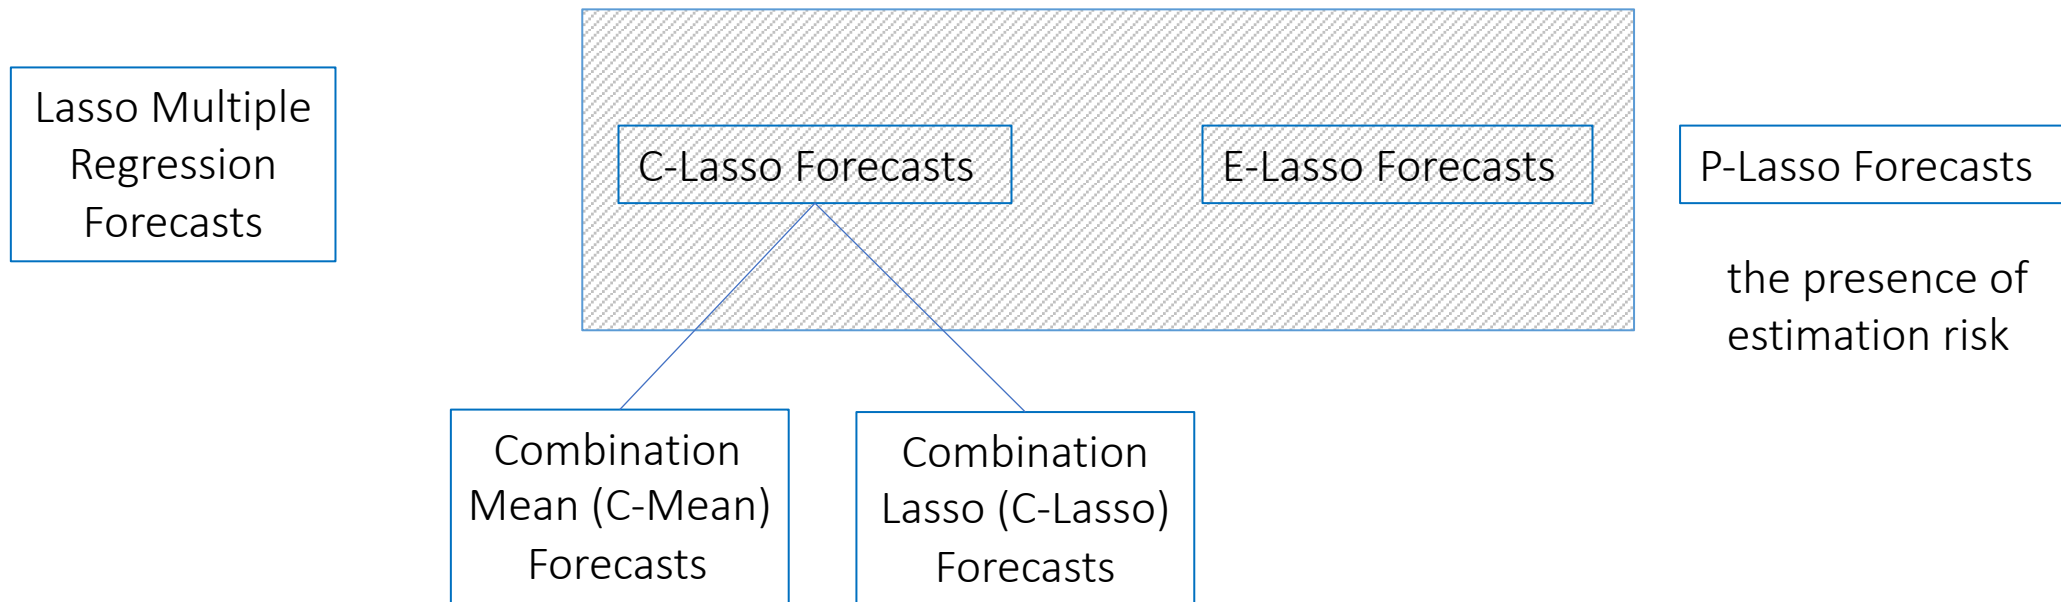 Lasso Multiple
Regression
Forecasts
C-Lasso Forecasts
E-Lasso Forecasts
P-Lasso Forecasts
the presence of
estimation risk
Combination
Mean (C-Mean)
Forecasts
Combination
Lasso (C-Lasso)
Forecasts